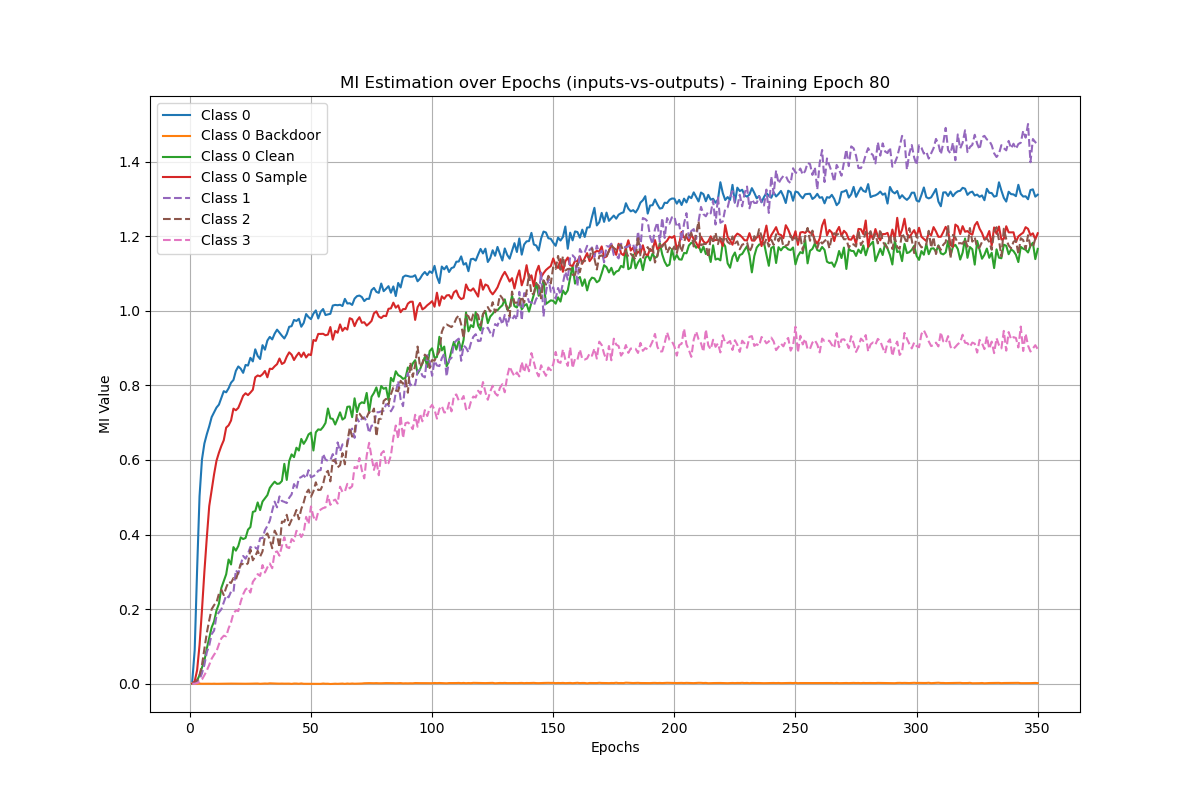 MI Estimation over Epochs (inputs-vs-outputs) - Training Epoch 80
Class 0
Class 0 Backdoor
Class 0 Clean
Class 0 Sample
Class 1
Class 2
Class 3
MI Value
1.4
1.2
1.0
0.8
0.6
0.4
0.2
0.0
0 50 100 150 200 250 300 350
Epochs